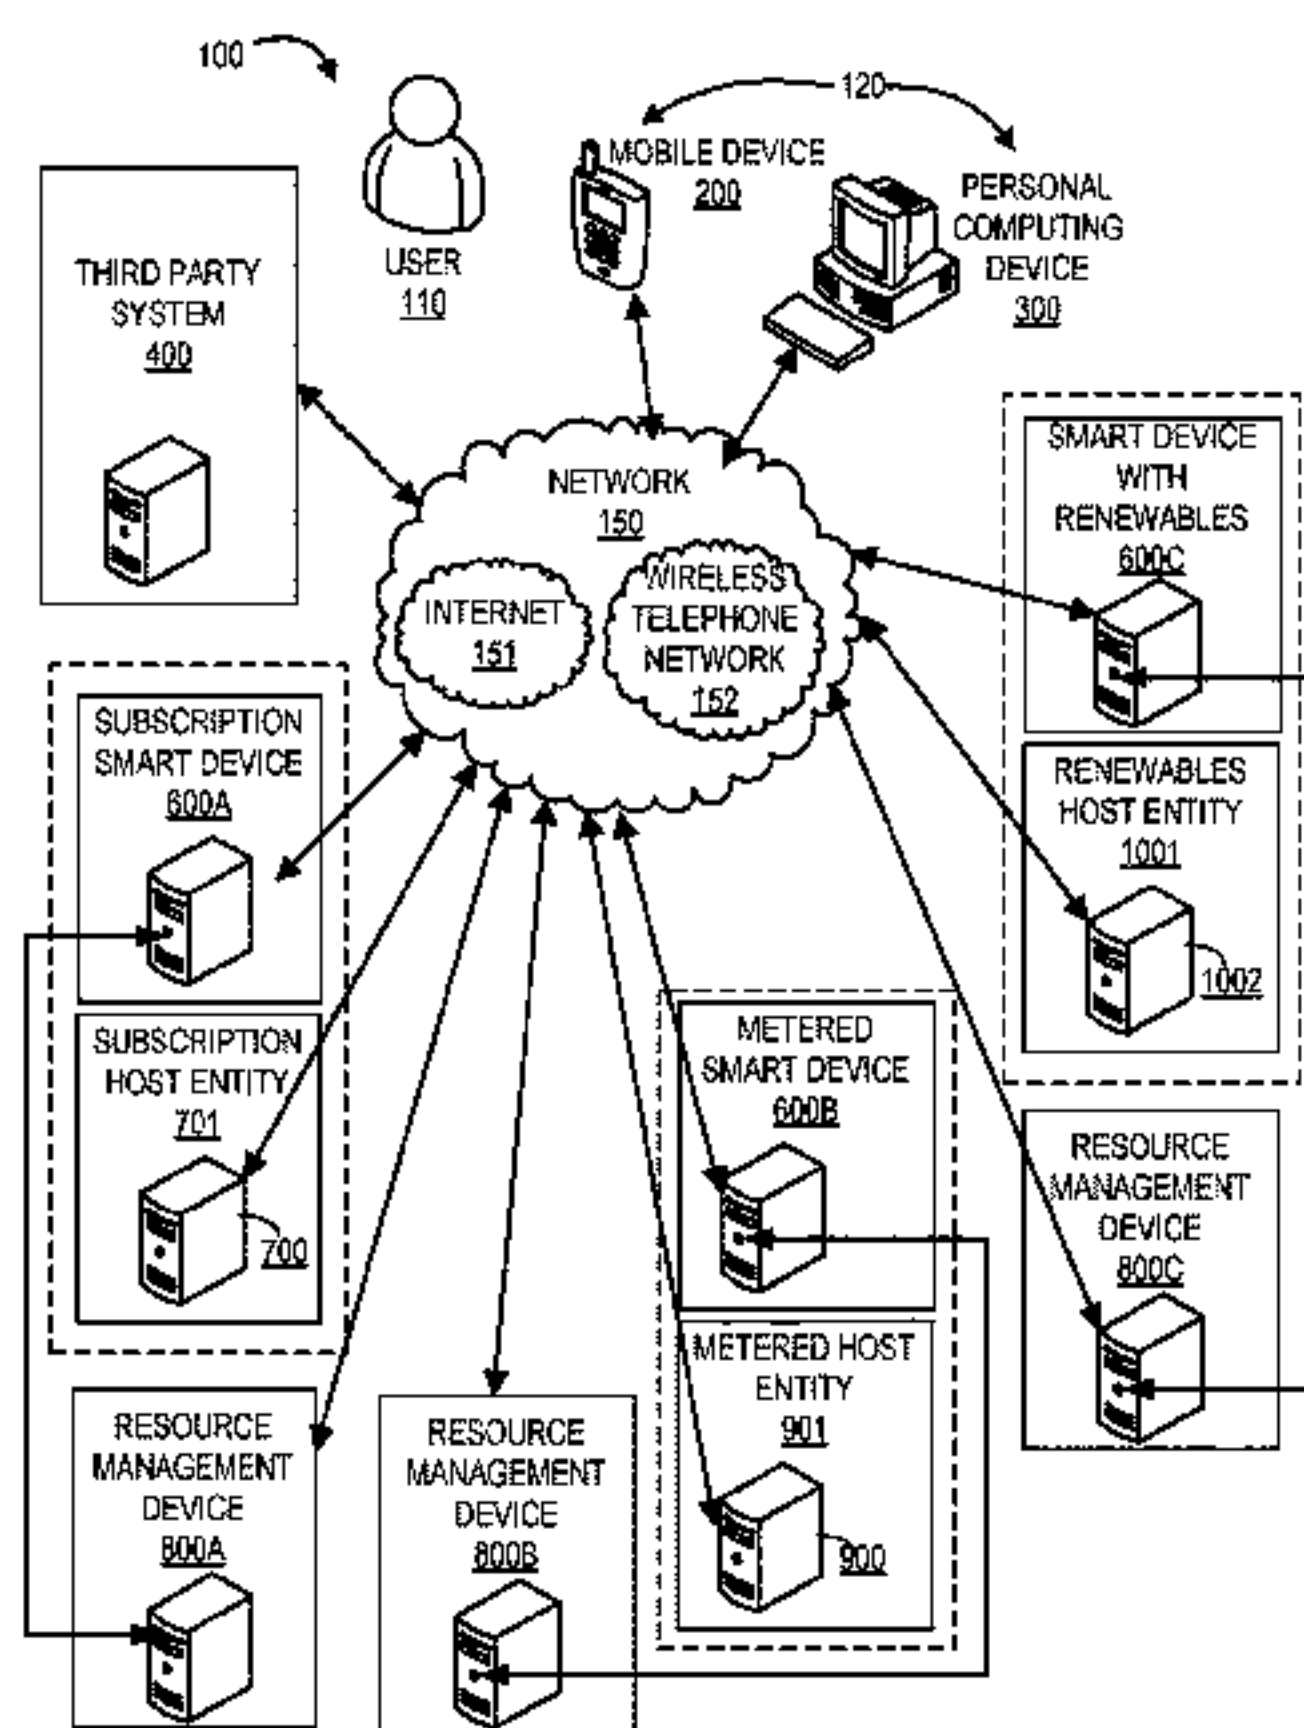 100
120
MOBILE DEVICE
200
PERSONAL
COMPUTING
DEVICE
300
USER
110
THIRD PARTY
SYSTEM
400
NETWORK
150
INTERNET
151
WIRELESS
TELEPHONE
NETWORK
152
SMART DEVICE
WITH
RENEWABLES
600C
RENEWABLES
HOST ENTITY
1001
1002
SUBSCRIPTION
SMART DEVICE
600A
SUBSCRIPTION
HOST ENTITY
701
700
METERED
SMART DEVICE
600B
METERED HOST
ENTITY
901
900
RESOURCE
MANAGEMENT
DEVICE
800C
RESOURCE
MANAGEMENT
DEVICE
800A
RESOURCE
MANAGEMENT
DEVICE
800B